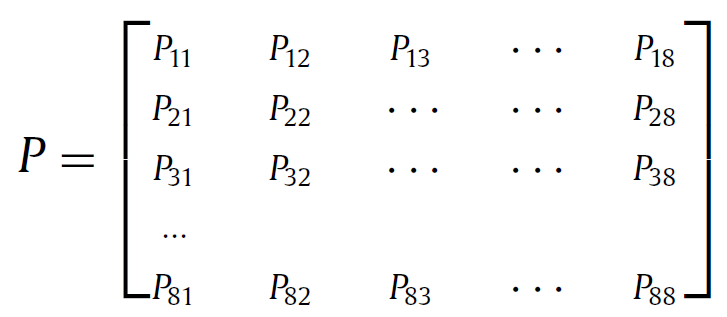 P₁₁ P₁₂ P₁₃ ... P₁₈
P₂₁ P₂₂ ... ... P₂₈
P = P₃₁ P₃₂ ... ... P₃₈
...
P₈₁ P₈₂ P₈₃ ... P₈₈